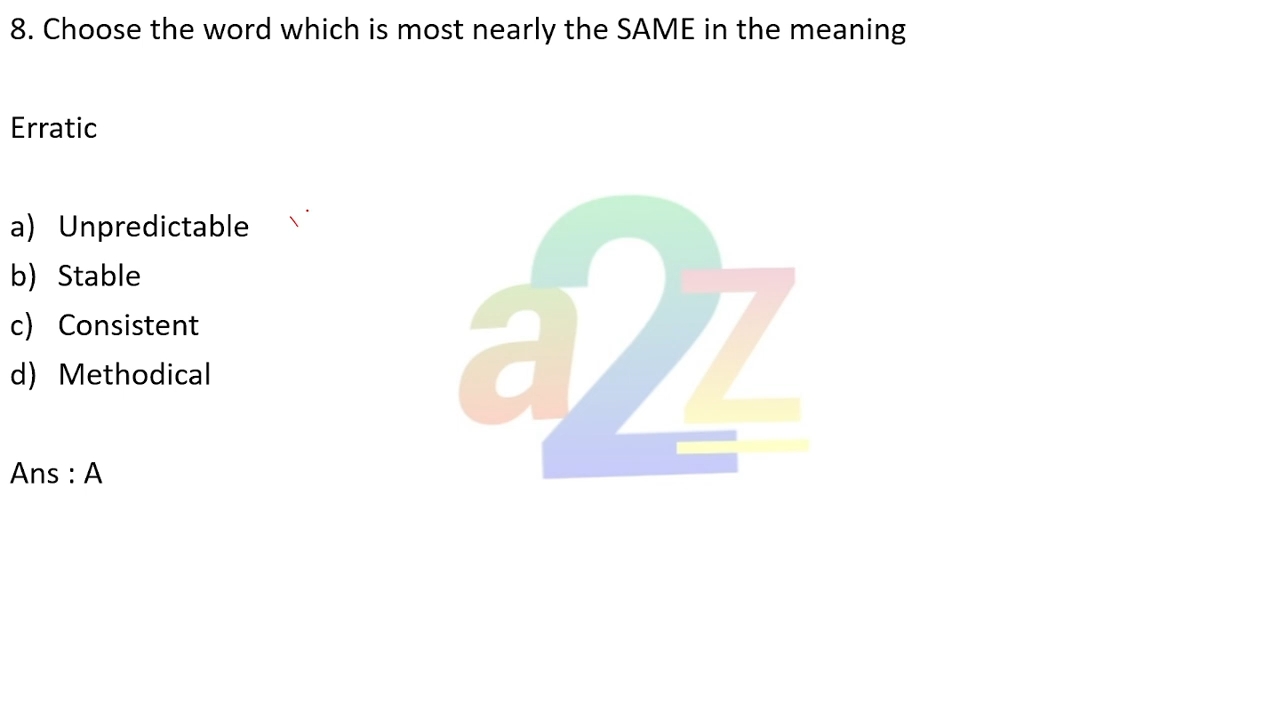 8. Choose the word which is most nearly the SAME in the meaning
Erratic
a) Unpredictable
b) Stable
c) Consistent
d) Methodical
a2z
Ans : A